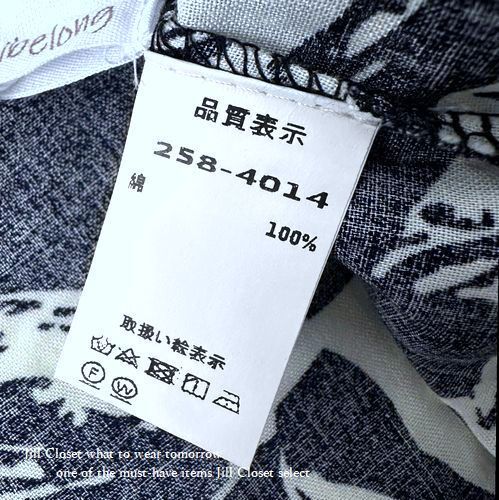 belong
品質表示
258-4014
綿
100%
取扱い絵表示
F W
Jill Closet what to wear tomorrow
one of the must-have items Jill Closet select